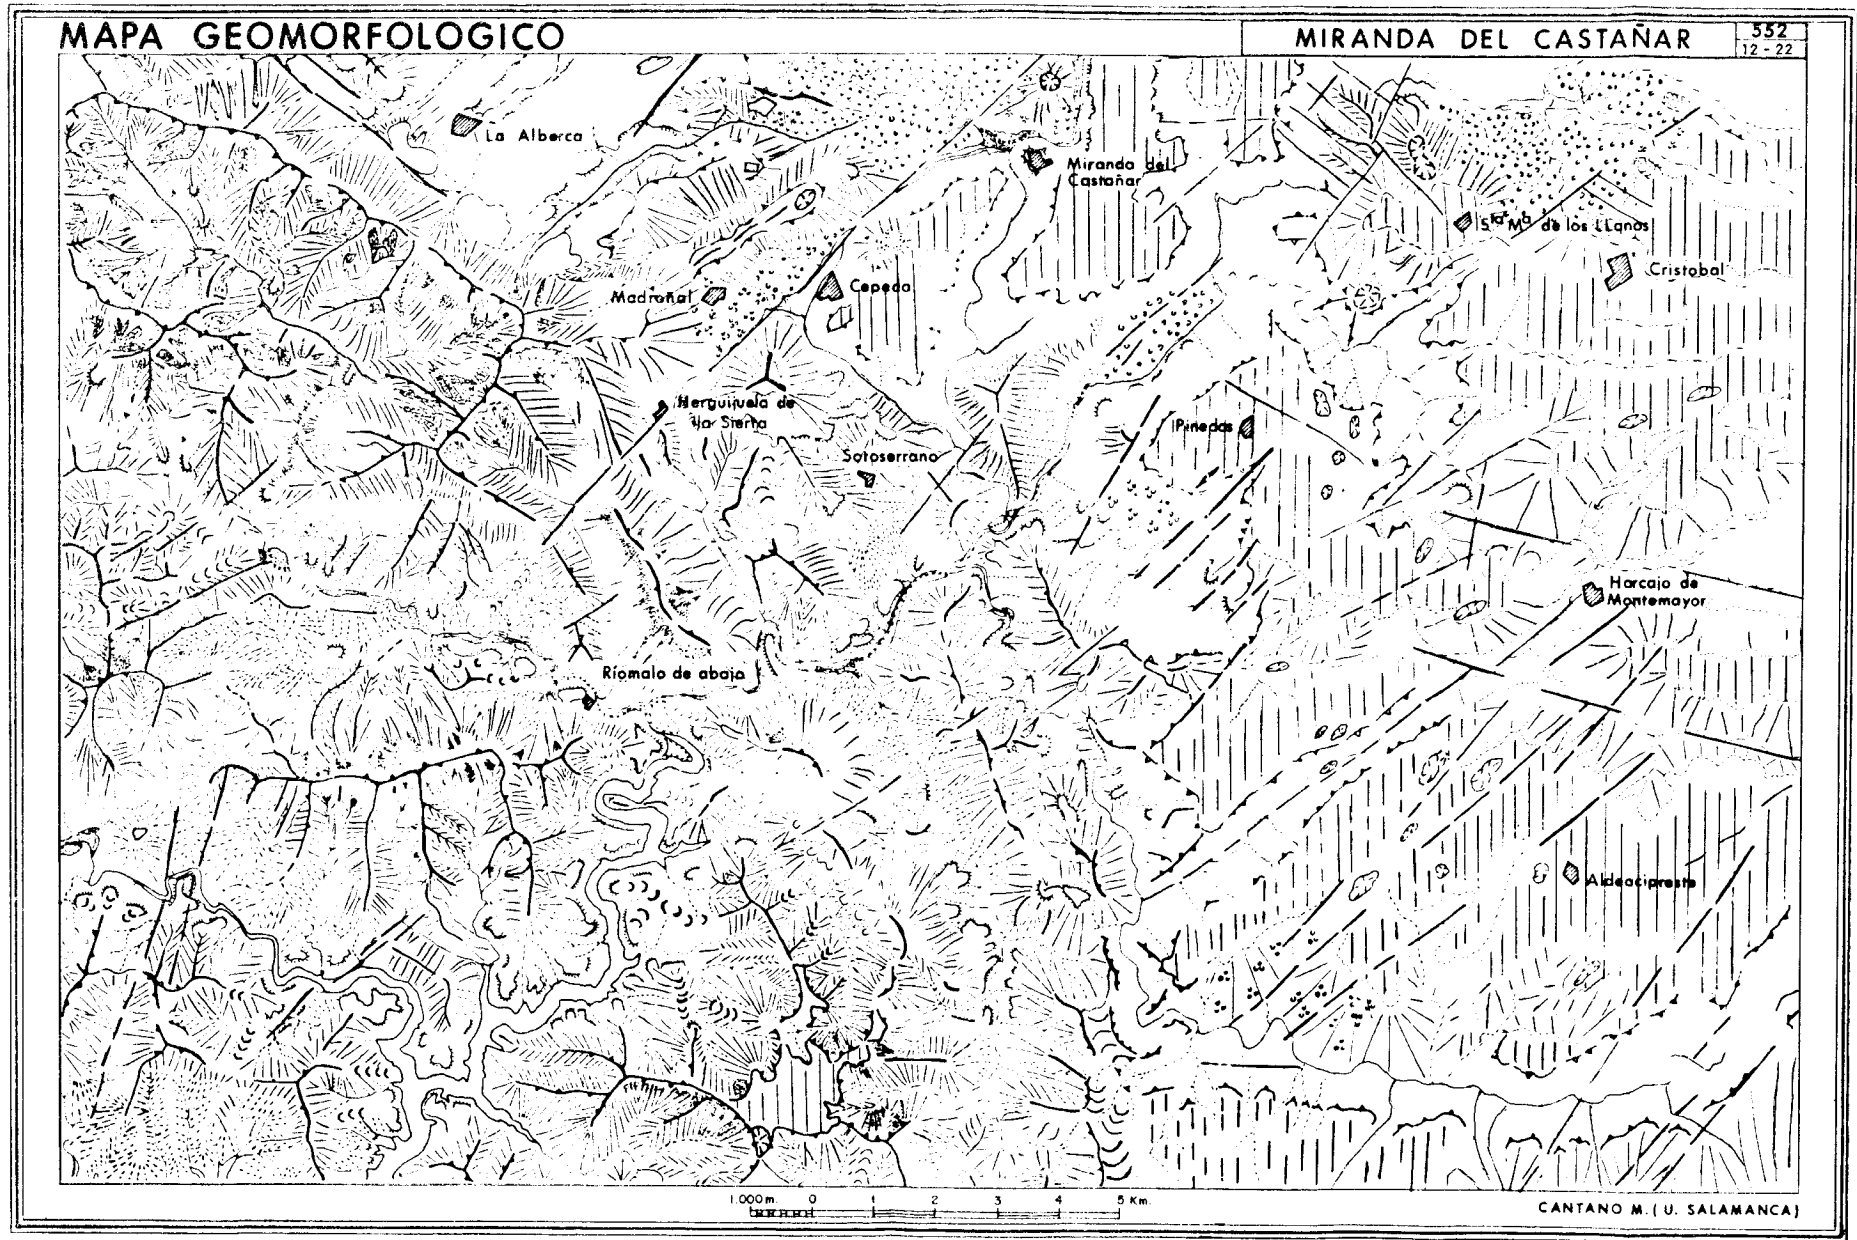 MAPA GEOMORFOLOGICO
MIRANDA DEL CASTAÑAR
552
12 - 22
La Alberca
Miranda del
Castañar
Sta Ma de los LLanos
Cristobal
Madroñal
Cepeda
Herguijuela de
la Sierra
Pinedas
Sotoserrano
Horcajo de
Montemayor
Ríomalo de abajo
Aldeacipreste
1.000 m. 0 1 2 3 4 5 Km.
CANTANO M. ( U. SALAMANCA )